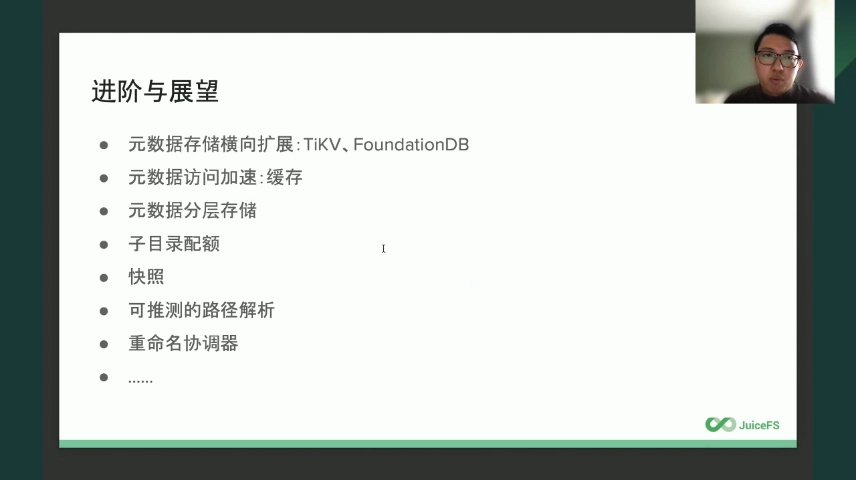 进阶与展望
● 元数据存储横向扩展：TiKV、FoundationDB
● 元数据访问加速：缓存
● 元数据分层存储
● 子目录配额
● 快照
● 可推测的路径解析
● 重命名协调器
● ......
JuiceFS